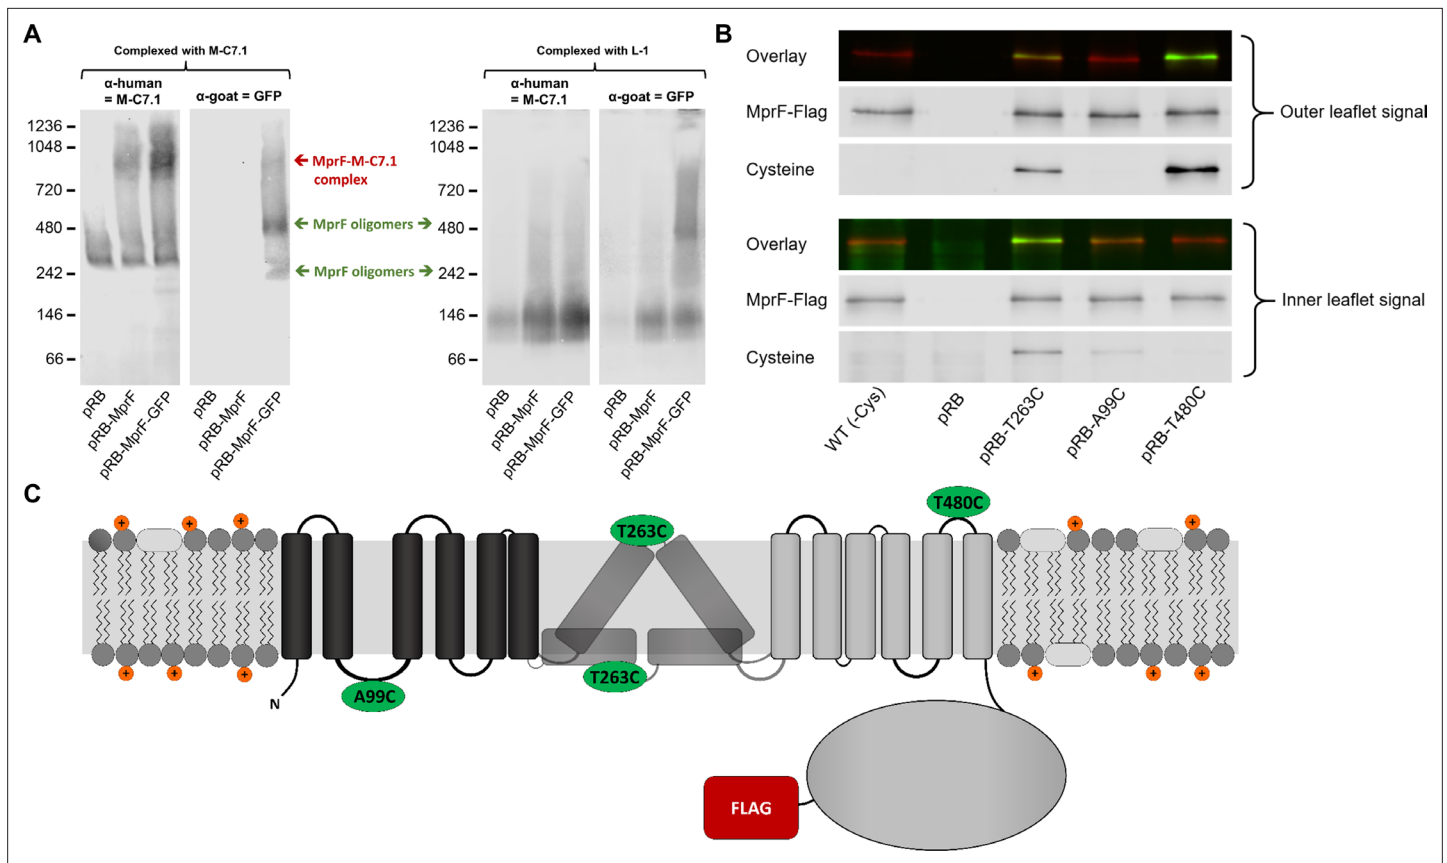 A
Complexed with M-C7.1
α-human
= M-C7.1
α-goat = GFP
1236
1048
720
480
242
146
66
pRB
pRB-MprF
pRB-MprF-GFP
pRB
pRB-MprF
pRB-MprF-GFP
MprF-M-C7.1
complex
MprF oligomers
MprF oligomers
Complexed with L-1
α-human
= M-C7.1
α-goat = GFP
1236
1048
720
480
242
146
66
pRB
pRB-MprF
pRB-MprF-GFP
pRB
pRB-MprF
pRB-MprF-GFP
B
Overlay
MprF-Flag
Cysteine
Outer leaflet signal
Overlay
MprF-Flag
Cysteine
Inner leaflet signal
WT (-Cys)
pRB
pRB-T263C
pRB-A99C
pRB-T480C
C
+ + +
+ +
T263C
T480C
A99C
T263C
N
+ + +
+ + +
FLAG